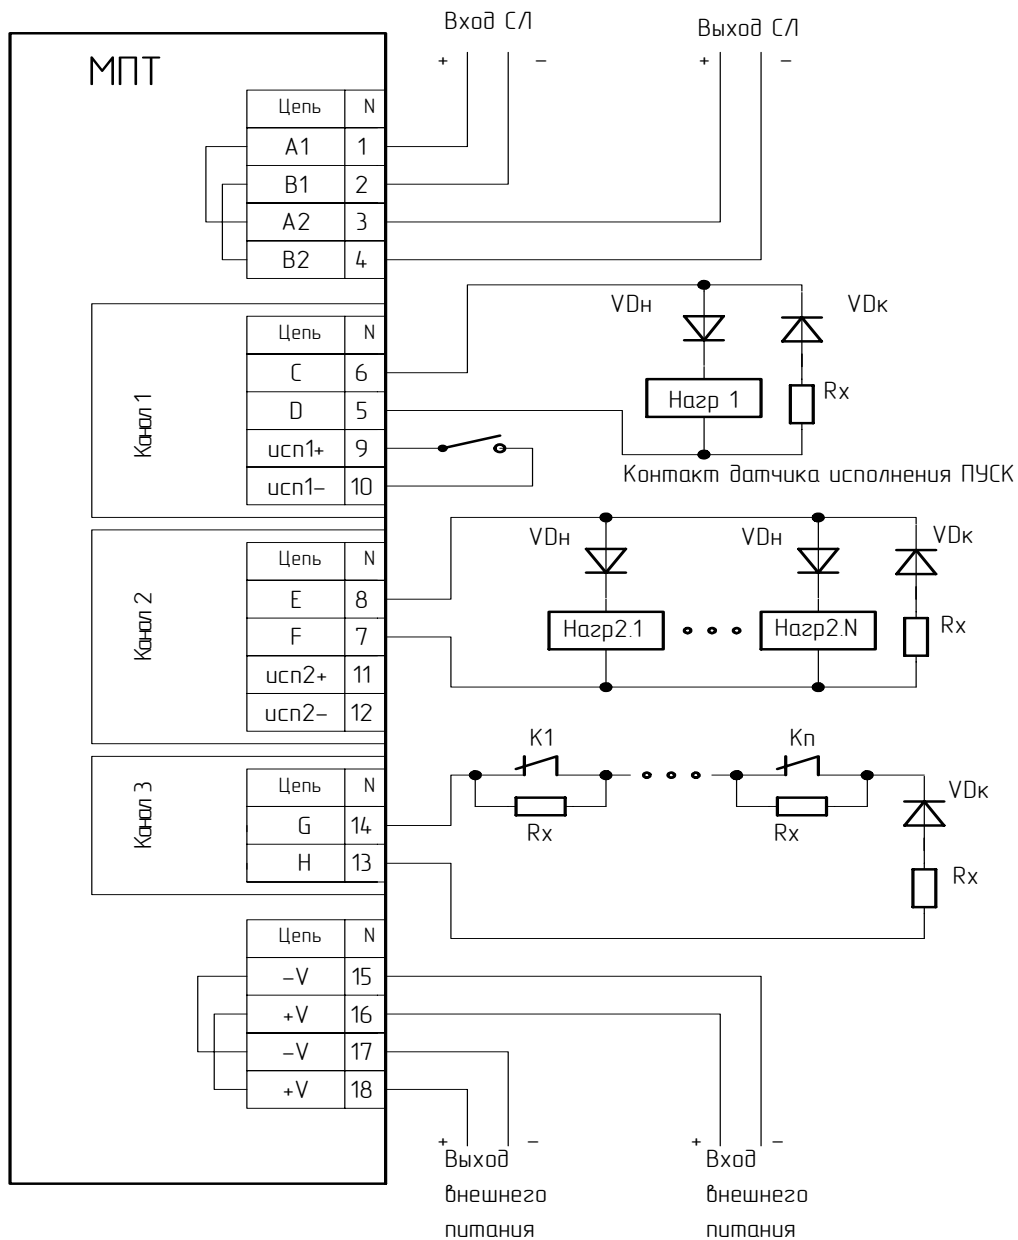 Вход СЛ
Выход СЛ
+ − + −
МПТ
Цепь N
A1 1
B1 2
A2 3
B2 4
Канал 1
Цепь N
C 6
D 5
исп1+ 9
исп1− 10
VDн
VDк
Нагр 1
Rx
Контакт датчика исполнения ПУСК
Канал 2
Цепь N
E 8
F 7
исп2+ 11
исп2− 12
VDн
VDн
VDк
Нагр2.1
Нагр2.N
Rx
Канал 3
Цепь N
G 14
H 13
K1
Kn
VDк
Rx
Rx
Rx
Цепь N
−V 15
+V 16
−V 17
+V 18
+ − + −
Выход
внешнего
питания
Вход
внешнего
питания